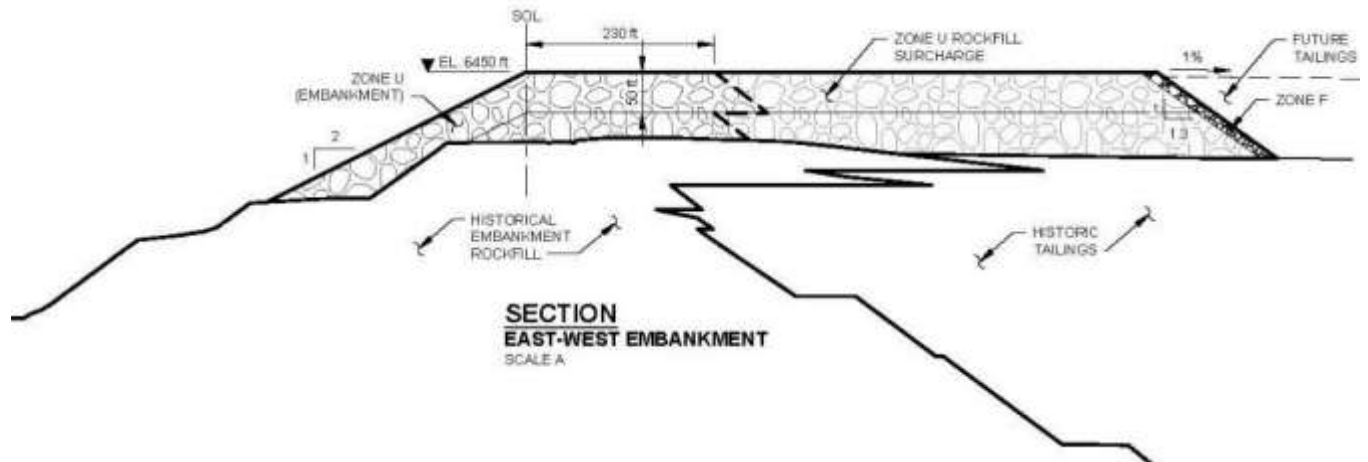 SOL
230 ft
EL. 6450 ft
ZONE U
(EMBANKMENT)
50 ft
ZONE U ROCKFILL
SURCHARGE
1%
FUTURE
TAILINGS
ZONE F
2
1
1
1.3
HISTORICAL
EMBANKMENT
ROCKFILL
HISTORIC
TAILINGS
SECTION
EAST-WEST EMBANKMENT
SCALE A